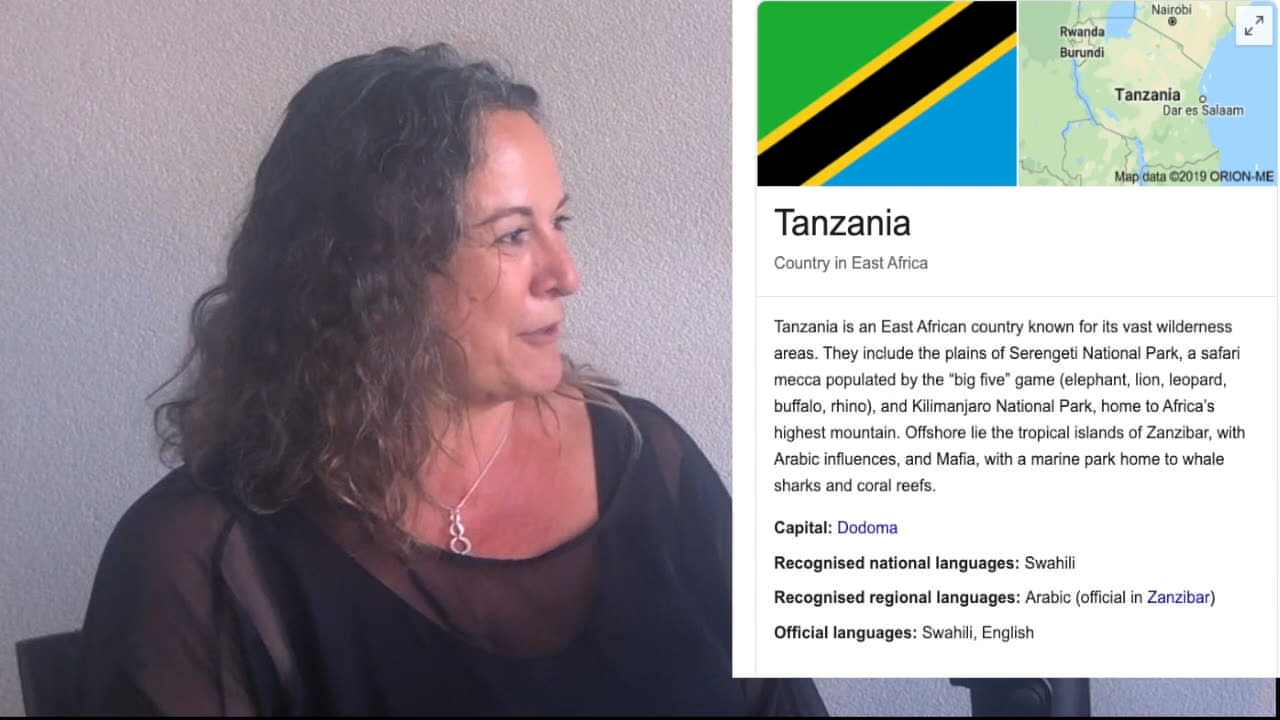 Nairobi
Rwanda
Burundi
Tanzania
Dar es Salaam
Map data ©2019 ORION-ME
Tanzania
Country in East Africa
Tanzania is an East African country known for its vast wilderness
areas. They include the plains of Serengeti National Park, a safari
mecca populated by the “big five” game (elephant, lion, leopard,
buffalo, rhino), and Kilimanjaro National Park, home to Africa's
highest mountain. Offshore lie the tropical islands of Zanzibar, with
Arabic influences, and Mafia, with a marine park home to whale
sharks and coral reefs.
Capital: Dodoma
Recognised national languages: Swahili
Recognised regional languages: Arabic (official in Zanzibar)
Official languages: Swahili, English